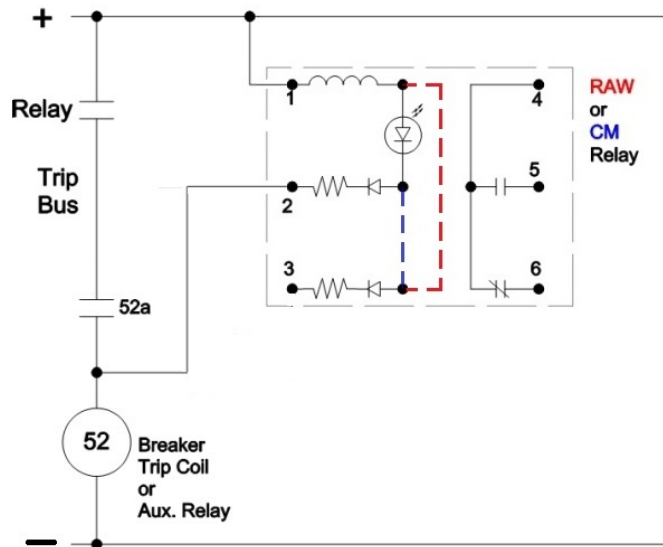 +
Relay
Trip
Bus
52a
52
Breaker
Trip Coil
or
Aux. Relay
1
2
3
4
5
6
RAW
or
CM
Relay